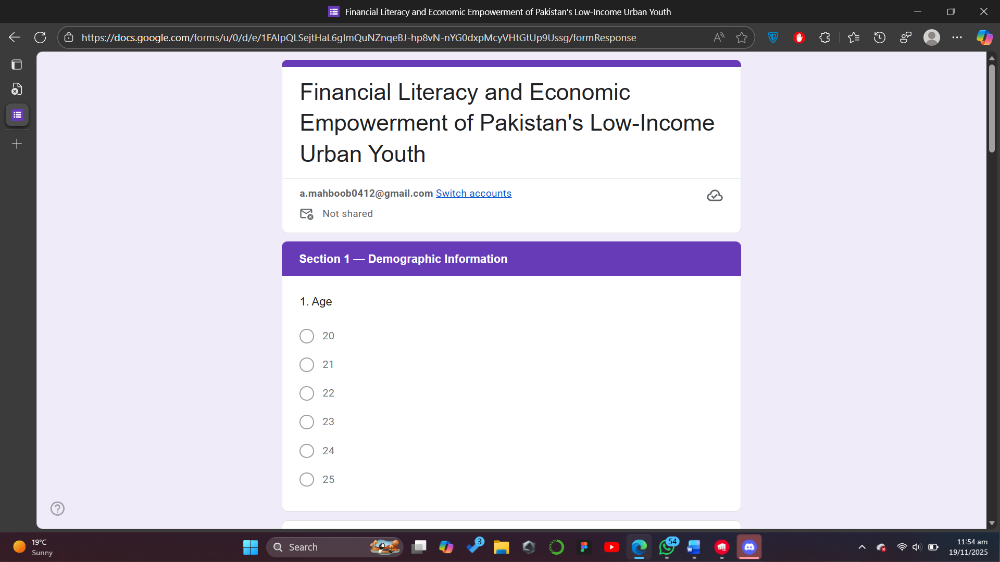 Financial Literacy and Economic Empowerment of Pakistan's Low-Income Urban Youth
https://docs.google.com/forms/u/0/d/e/1FAIpQLSejtHaL6gImQuNZnqeBJ-hp8vN-nYG0dxpMcyVHtGtUp9Ussg/formResponse
Financial Literacy and Economic
Empowerment of Pakistan's Low-Income
Urban Youth
a.mahboob0412@gmail.com Switch accounts
Not shared
Section 1 — Demographic Information
1. Age
20
21
22
23
24
25
19°C
Sunny
Search
3
54
11:54 am
19/11/2025